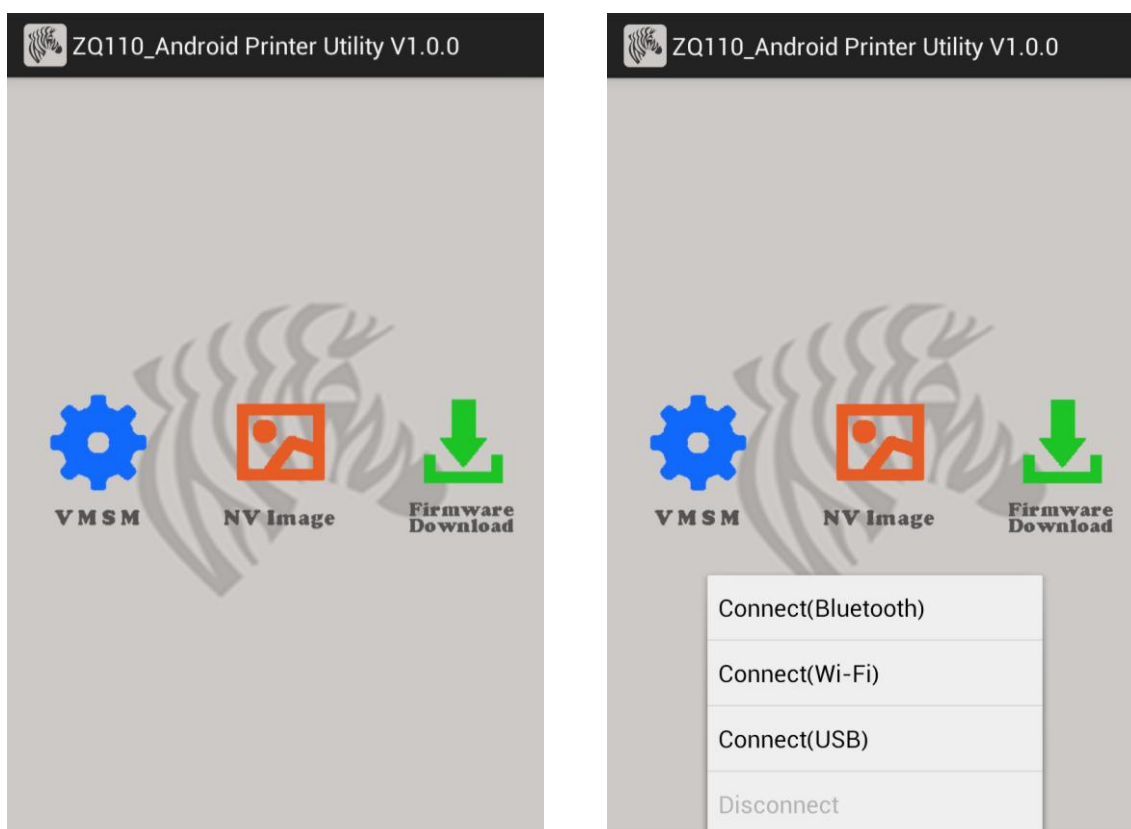 ZQ110_Android Printer Utility V1.0.0
VMSM
NV Image
Firmware
Download
ZQ110_Android Printer Utility V1.0.0
VMSM
NV Image
Firmware
Download
Connect(Bluetooth)
Connect(Wi-Fi)
Connect(USB)
Disconnect